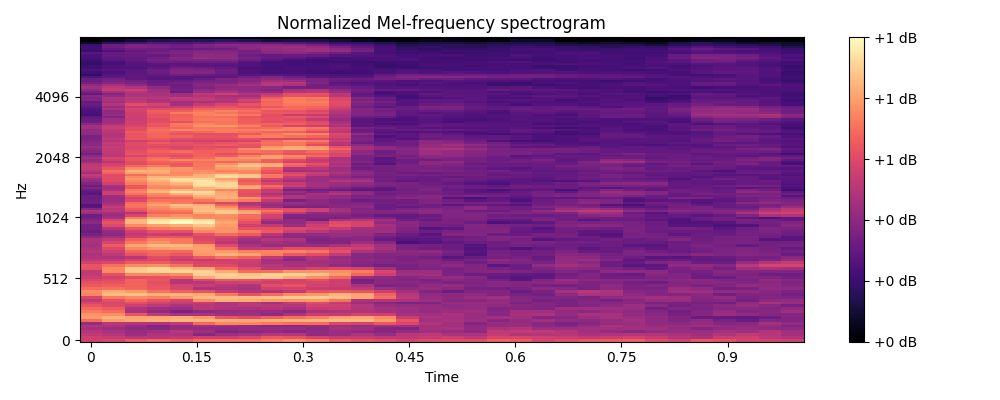 Normalized Mel-frequency spectrogram
Hz
4096
2048
1024
512
0
0 0.15 0.3 0.45 0.6 0.75 0.9
Time
+1 dB
+1 dB
+1 dB
+0 dB
+0 dB
+0 dB